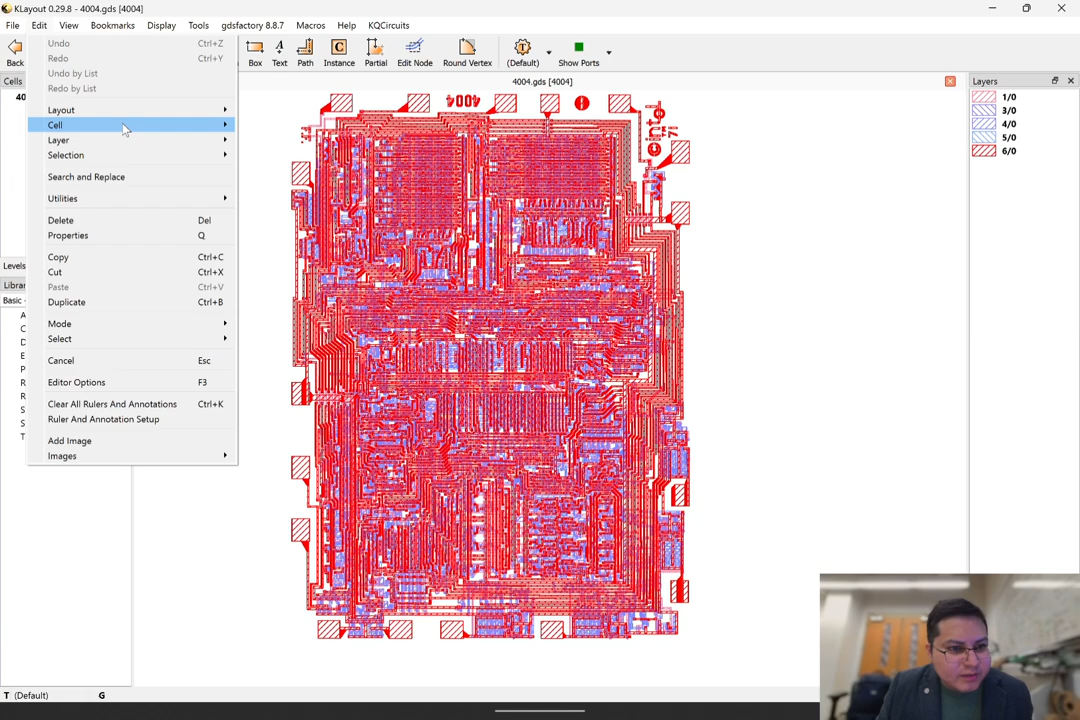 KLayout 0.29.8 - 4004.gds [4004]
File Edit View Bookmarks Display Tools gdsfactory 8.8.7 Macros Help KQCircuits
Back Box Text Path Instance Partial Edit Node Round Vertex (Default) Show Ports
Cells
4004.gds [4004]
Layers
40
Undo Ctrl+Z
Redo Ctrl+Y
Undo by List
Redo by List
Layout
Cell
Layer
Selection
Search and Replace
Utilities
Delete Del
Properties Q
Copy Ctrl+C
Cut Ctrl+X
Paste Ctrl+V
Duplicate Ctrl+B
Mode
Select
Cancel Esc
Editor Options F3
Clear All Rulers And Annotations Ctrl+K
Ruler And Annotation Setup
Add Image
Images
Levels
Librar
Basic -
A
C
D
E
P
R
R
S
S
T
4004
1/0
3/0
4/0
5/0
6/0
T (Default) G